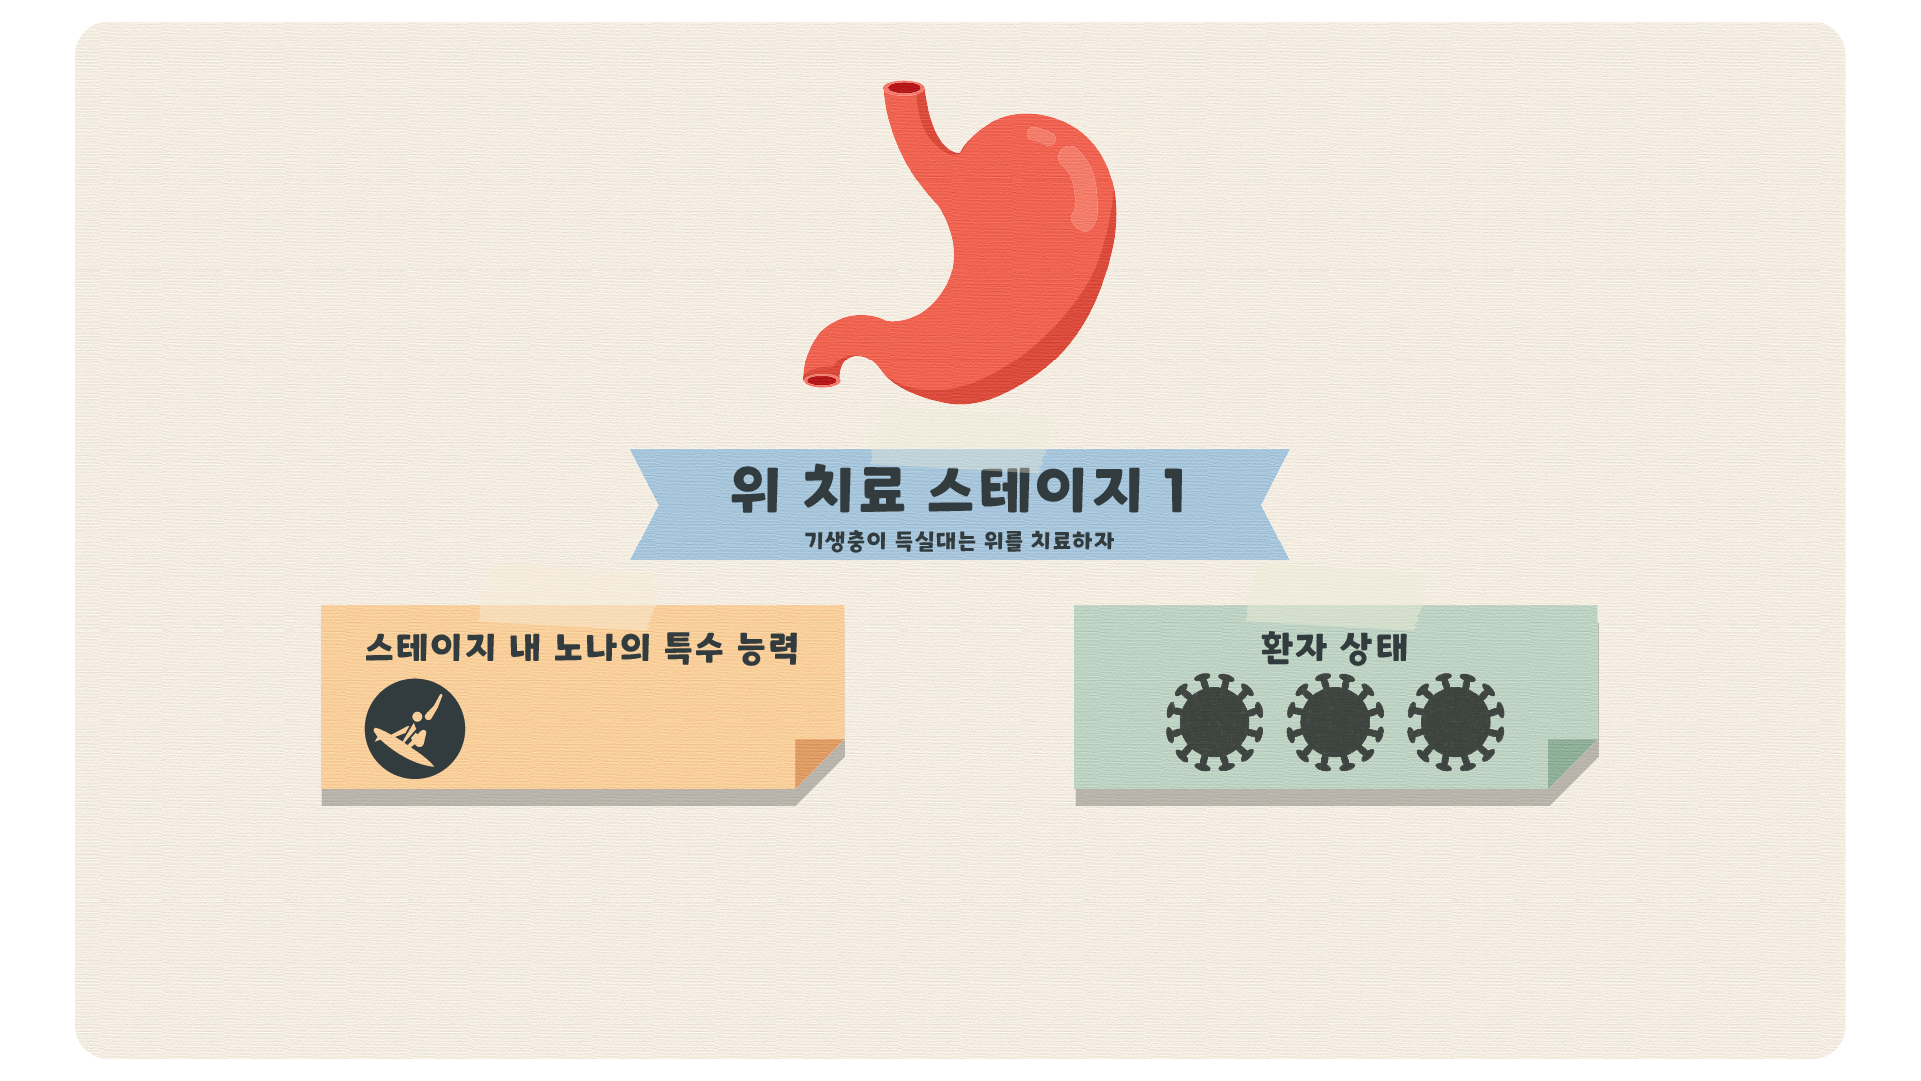 위 치료 스테이지 1
기생충이 득실대는 위를 치료하자
스테이지 내 노나의 특수 능력
환자 상태